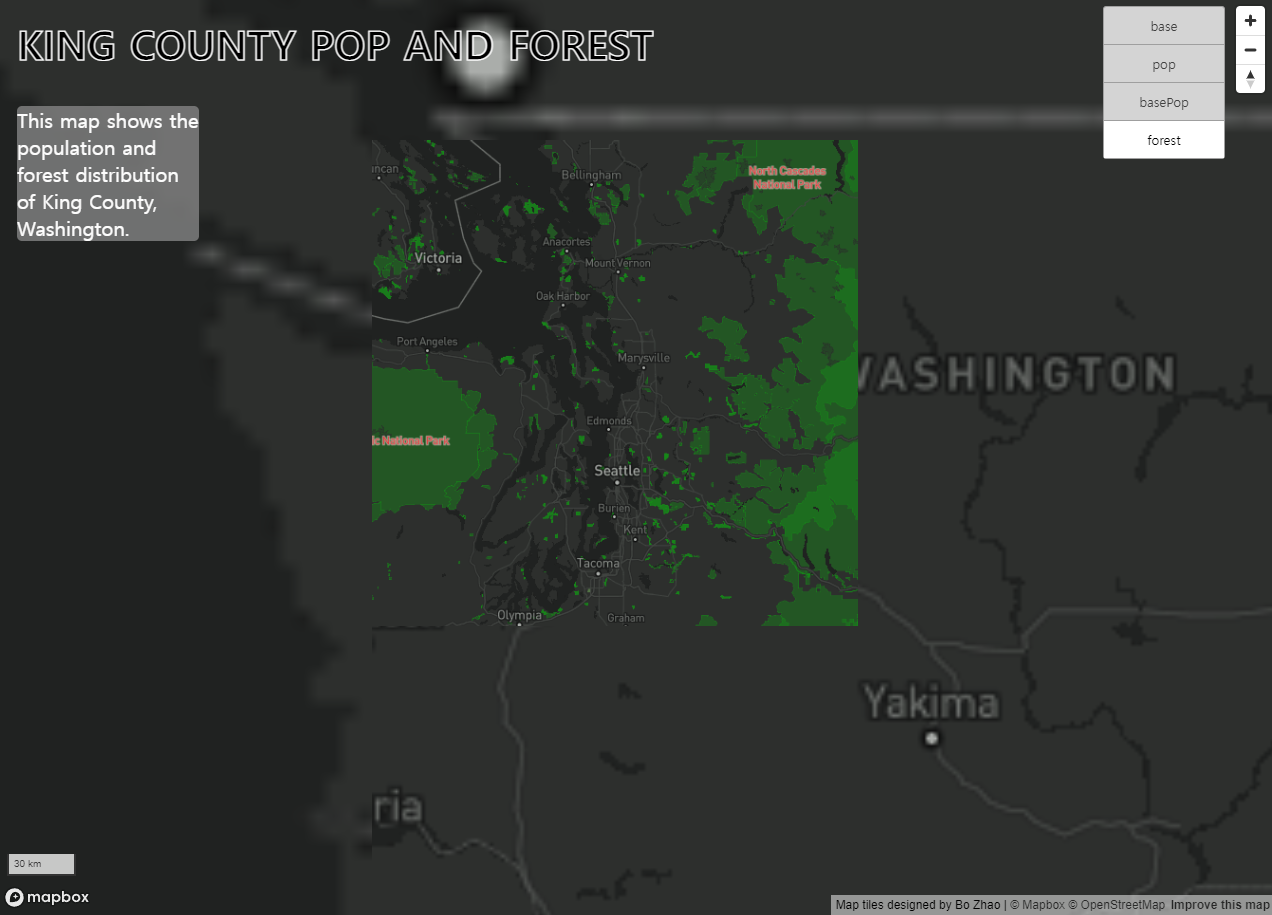 KING COUNTY POP AND FOREST
This map shows the
population and
forest distribution
of King County,
Washington.
base
pop
basePop
forest
ncan
Bellingham
North Cascades
National Park
Anacortes
Victoria
Mount Vernon
Oak Harbor
Port Angeles
Marysville
WASHINGTON
Edmonds
ic National Park
Seattle
Burien
Kent
Tacoma
Olympia
Graham
Yakima
ria
30 km
mapbox
Map tiles designed by Bo Zhao | © Mapbox © OpenStreetMap Improve this map